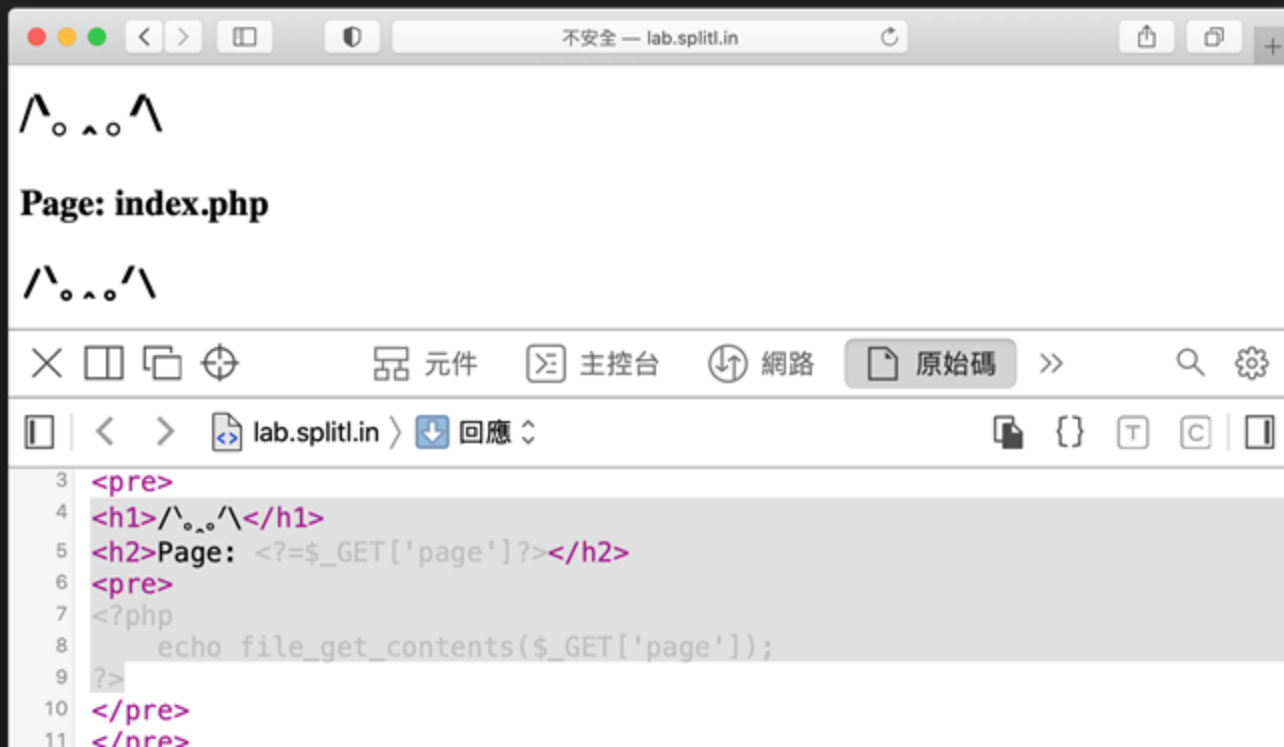 不安全 — lab.splitl.in
/‵。‸。′\
Page: index.php
/‵。‸。′\
元件 主控台 網路 原始碼
lab.splitl.in 〉 回應
3 <pre>
4 <h1>/‵。‸。′\</h1>
5 <h2>Page: <?=$_GET['page']?></h2>
6 <pre>
7 <?php
8     echo file_get_contents($_GET['page']);
9 ?>
10 </pre>
11 </pre>